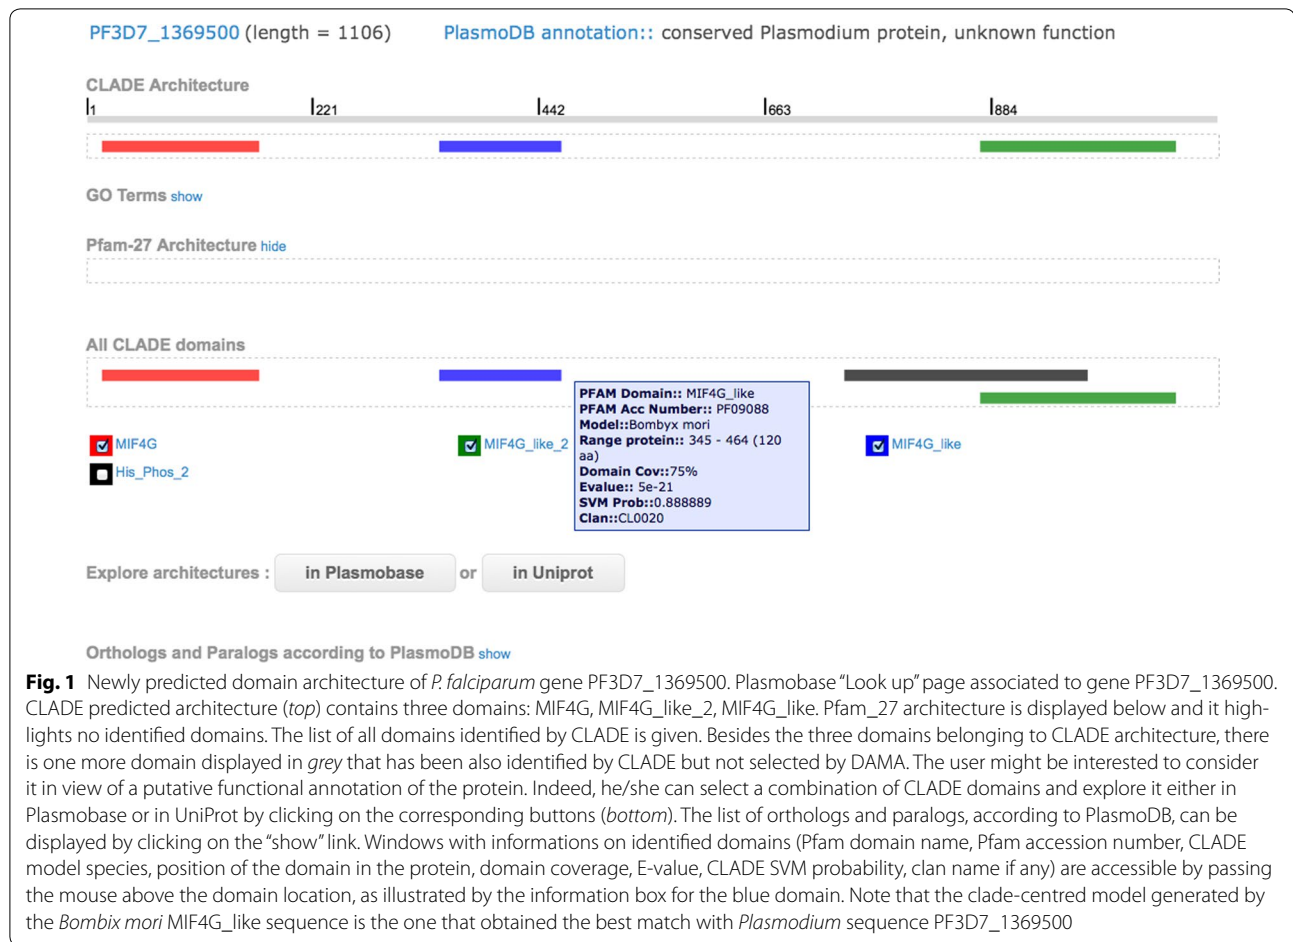 PF3D7_1369500 (length = 1106) PlasmoDB annotation:: conserved Plasmodium protein, unknown function
CLADE Architecture
1 221 442 663 884
GO Terms show
Pfam-27 Architecture hide
All CLADE domains
PFAM Domain:: MIF4G_like
PFAM Acc Number:: PF09088
Model::Bombyx mori
Range protein:: 345 - 464 (120
aa)
Domain Cov::75%
Evalue:: 5e-21
SVM Prob::0.888889
Clan::CL0020
MIF4G MIF4G_like_2 MIF4G_like
His_Phos_2
Explore architectures : in Plasmobase or in Uniprot
Orthologs and Paralogs according to PlasmoDB show
Fig. 1 Newly predicted domain architecture of P. falciparum gene PF3D7_1369500. Plasmobase “Look up” page associated to gene PF3D7_1369500.
CLADE predicted architecture (top) contains three domains: MIF4G, MIF4G_like_2, MIF4G_like. Pfam_27 architecture is displayed below and it high-
lights no identified domains. The list of all domains identified by CLADE is given. Besides the three domains belonging to CLADE architecture, there
is one more domain displayed in grey that has been also identified by CLADE but not selected by DAMA. The user might be interested to consider
it in view of a putative functional annotation of the protein. Indeed, he/she can select a combination of CLADE domains and explore it either in
Plasmobase or in UniProt by clicking on the corresponding buttons (bottom). The list of orthologs and paralogs, according to PlasmoDB, can be
displayed by clicking on the “show” link. Windows with informations on identified domains (Pfam domain name, Pfam accession number, CLADE
model species, position of the domain in the protein, domain coverage, E-value, CLADE SVM probability, clan name if any) are accessible by passing
the mouse above the domain location, as illustrated by the information box for the blue domain. Note that the clade-centred model generated by
the Bombix mori MIF4G_like sequence is the one that obtained the best match with Plasmodium sequence PF3D7_1369500